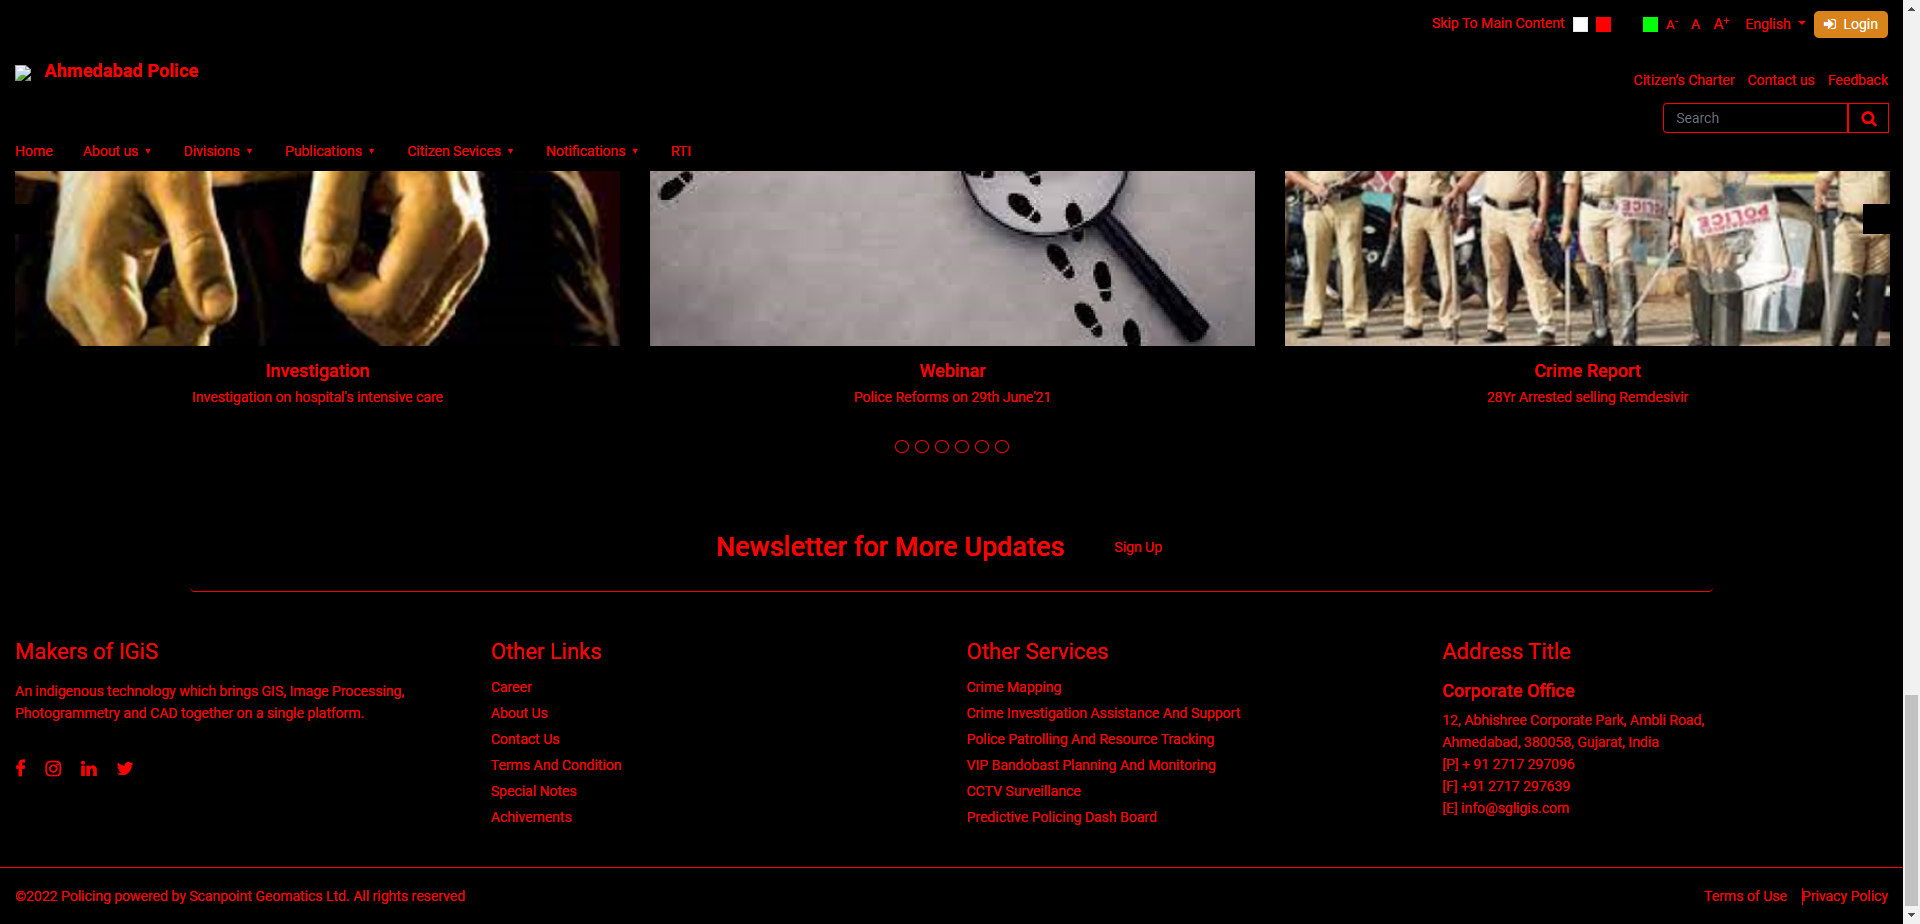 Skip To Main Content A- A A+ English Login
Ahmedabad Police
Citizen's Charter Contact us Feedback
Search
Home About us Divisions Publications Citizen Sevices Notifications RTI
POLICE POLICE
Investigation
Investigation on hospital's intensive care
Webinar
Police Reforms on 29th June'21
Crime Report
28Yr Arrested selling Remdesivir
Newsletter for More Updates Sign Up
Makers of IGiS
An indigenous technology which brings GIS, Image Processing,
Photogrammetry and CAD together on a single platform.
Other Links
Career
About Us
Contact Us
Terms And Condition
Special Notes
Achivements
Other Services
Crime Mapping
Crime Investigation Assistance And Support
Police Patrolling And Resource Tracking
VIP Bandobast Planning And Monitoring
CCTV Surveillance
Predictive Policing Dash Board
Address Title
Corporate Office
12, Abhishree Corporate Park, Ambli Road,
Ahmedabad, 380058, Gujarat, India
[P] + 91 2717 297096
[F] +91 2717 297639
[E] info@sgligis.com
©2022 Policing powered by Scanpoint Geomatics Ltd. All rights reserved
Terms of Use Privacy Policy